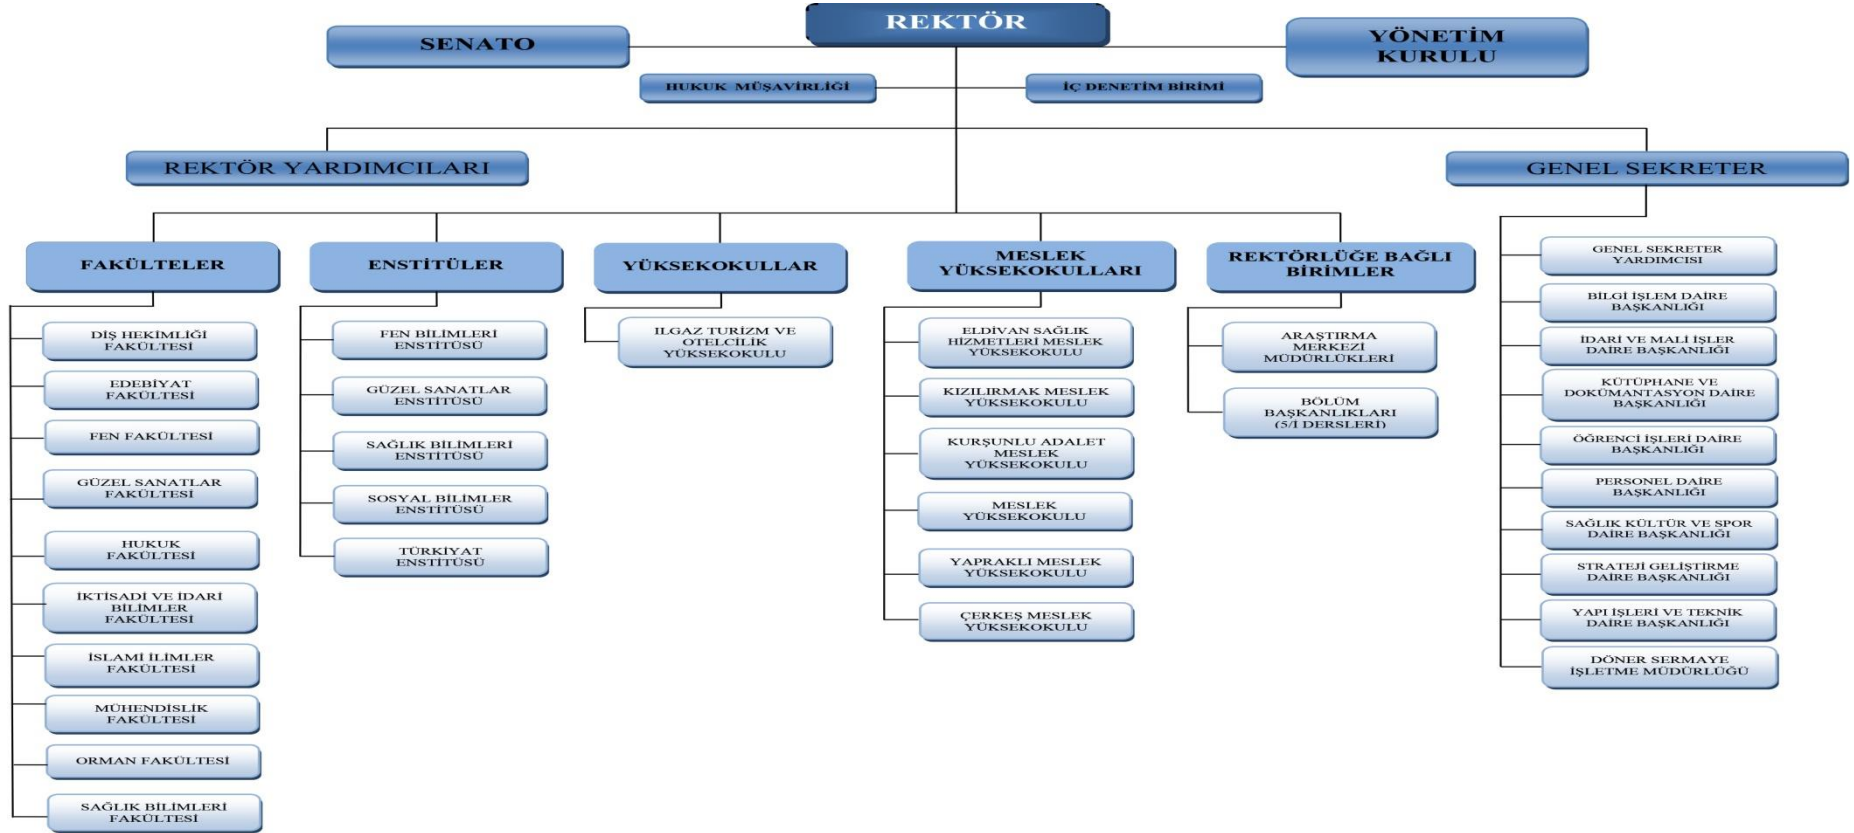 REKTÖR
SENATO
YÖNETİM
KURULU
HUKUK MÜŞAVİRLİĞİ
İÇ DENETİM BİRİMİ
REKTÖR YARDIMCILARI
GENEL SEKRETER
FAKÜLTELER
DİŞ HEKİMLİĞİ
FAKÜLTESİ
EDEBİYAT
FAKÜLTESİ
FEN FAKÜLTESİ
GÜZEL SANATLAR
FAKÜLTESİ
HUKUK
FAKÜLTESİ
İKTİSADİ VE İDARİ
BİLİMLER
FAKÜLTESİ
İSLAMİ İLİMLER
FAKÜLTESİ
MÜHENDİSLİK
FAKÜLTESİ
ORMAN FAKÜLTESİ
SAĞLIK BİLİMLERİ
FAKÜLTESİ
ENSTİTÜLER
FEN BİLİMLERİ
ENSTİTÜSÜ
GÜZEL SANATLAR
ENSTİTÜSÜ
SAĞLIK BİLİMLERİ
ENSTİTÜSÜ
SOSYAL BİLİMLER
ENSTİTÜSÜ
TÜRKİYAT
ENSTİTÜSÜ
YÜKSEKOKULLAR
ILGAZ TURİZM VE
OTELCİLİK
YÜKSEKOKULU
MESLEK
YÜKSEKOKULLARI
ELDİVAN SAĞLIK
HİZMETLERİ MESLEK
YÜKSEKOKULU
KIZILIRMAK MESLEK
YÜKSEKOKULU
KURŞUNLU ADALET
MESLEK
YÜKSEKOKULU
MESLEK
YÜKSEKOKULU
YAPRAKLI MESLEK
YÜKSEKOKULU
ÇERKEŞ MESLEK
YÜKSEKOKULU
REKTÖRLÜĞE BAĞLI
BİRİMLER
ARAŞTIRMA
MERKEZİ
MÜDÜRLÜKLERİ
BÖLÜM
BAŞKANLIKLARI
(5/İ DERSLERİ)
GENEL SEKRETER
YARDIMCISI
BİLGİ İŞLEM DAİRE
BAŞKANLIĞI
İDARİ VE MALİ İŞLER
DAİRE BAŞKANLIĞI
KÜTÜPHANE VE
DOKÜMANTASYON DAİRE
BAŞKANLIĞI
ÖĞRENCİ İŞLERİ DAİRE
BAŞKANLIĞI
PERSONEL DAİRE
BAŞKANLIĞI
SAĞLIK KÜLTÜR VE SPOR
DAİRE BAŞKANLIĞI
STRATEJİ GELİŞTİRME
DAİRE BAŞKANLIĞI
YAPI İŞLERİ VE TEKNİK
DAİRE BAŞKANLIĞI
DÖNER SERMAYE
İŞLETME MÜDÜRLÜĞÜ